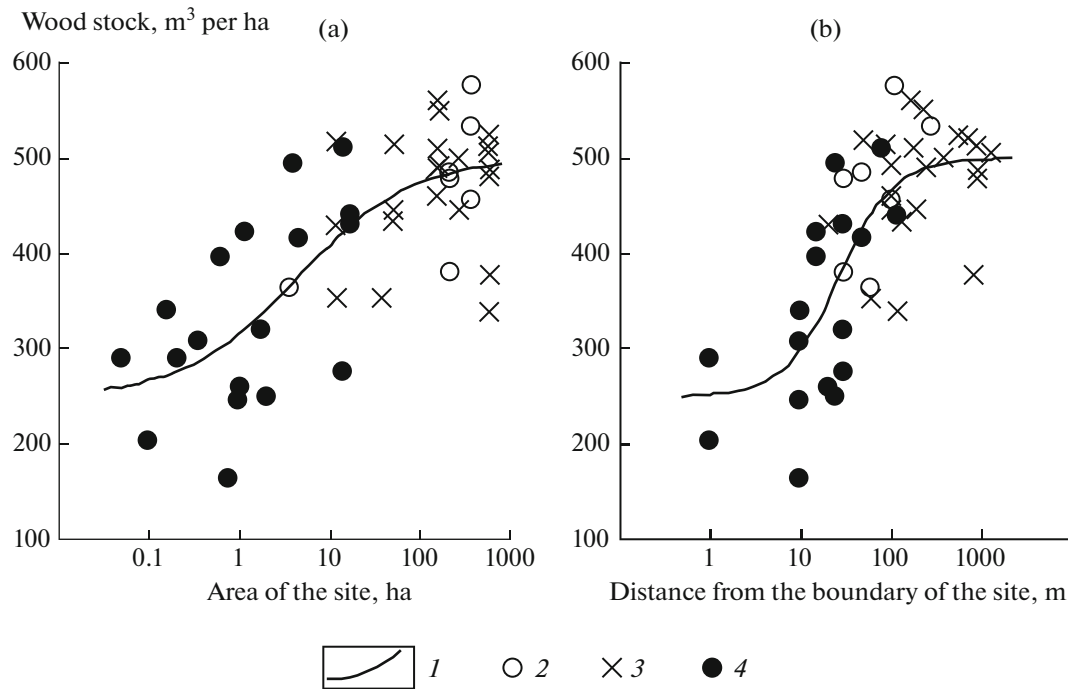 Wood stock, m³ per ha
(a) (b)
600 600
500 500
400 400
300 300
200 200
100 100
0.1 1 10 100 1000 1 10 100 1000
Area of the site, ha Distance from the boundary of the site, m
1 2 3 4